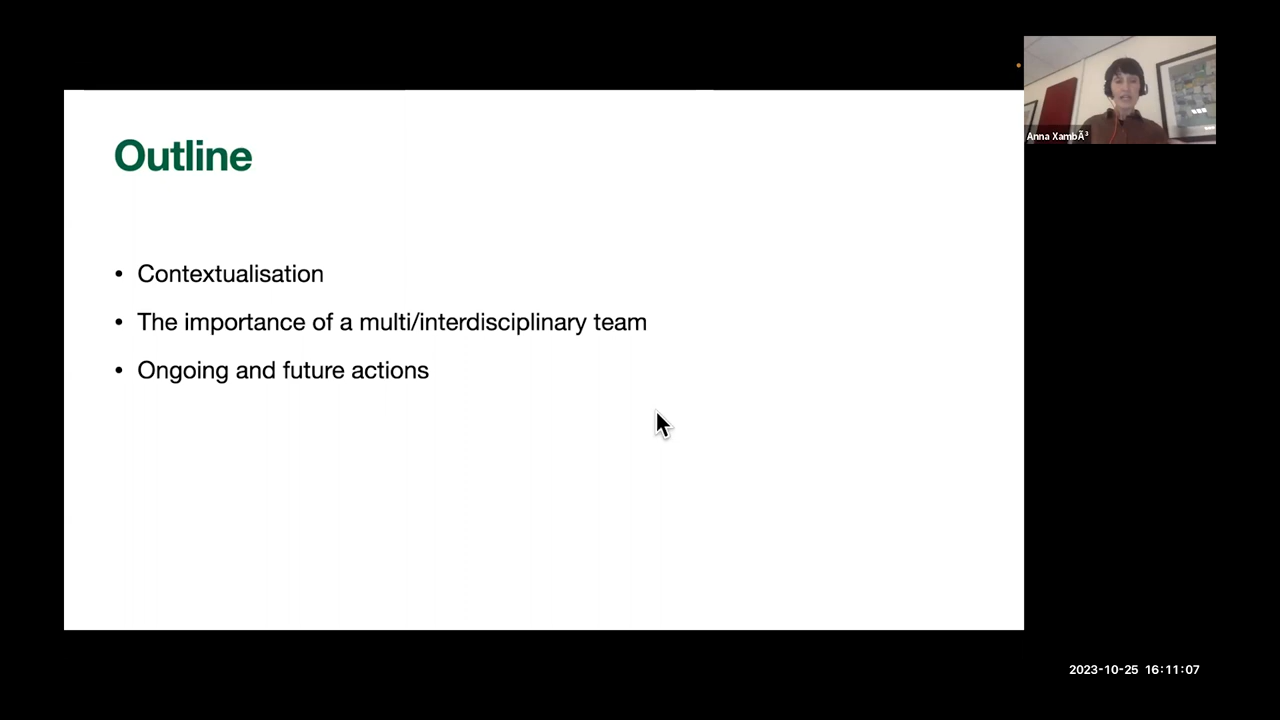 Outline
• Contextualisation
• The importance of a multi/interdisciplinary team
• Ongoing and future actions
Anna XambÃ³
2023-10-25 16:11:07